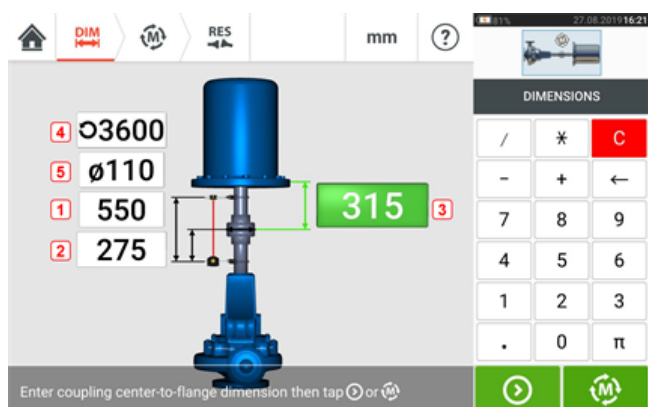 DIM
M
RES
mm
?
81%
27.08.2019 16:21
DIMENSIONS
4 3600
5 ø110
1 550
2 275
315 3
/ * C
- + ←
7 8 9
4 5 6
1 2 3
. 0 π
Enter coupling center-to-flange dimension then tap or M
M